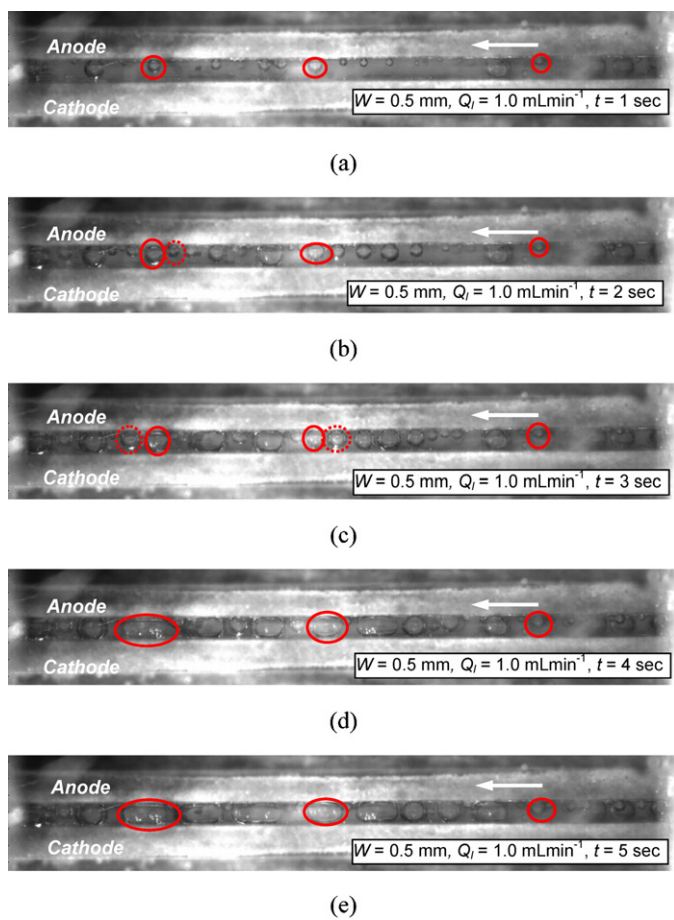 Anode
Cathode
W = 0.5 mm, Qₗ = 1.0 mLmin⁻¹, t = 1 sec
(a)
Anode
Cathode
W = 0.5 mm, Qₗ = 1.0 mLmin⁻¹, t = 2 sec
(b)
Anode
Cathode
W = 0.5 mm, Qₗ = 1.0 mLmin⁻¹, t = 3 sec
(c)
Anode
Cathode
W = 0.5 mm, Qₗ = 1.0 mLmin⁻¹, t = 4 sec
(d)
Anode
Cathode
W = 0.5 mm, Qₗ = 1.0 mLmin⁻¹, t = 5 sec
(e)